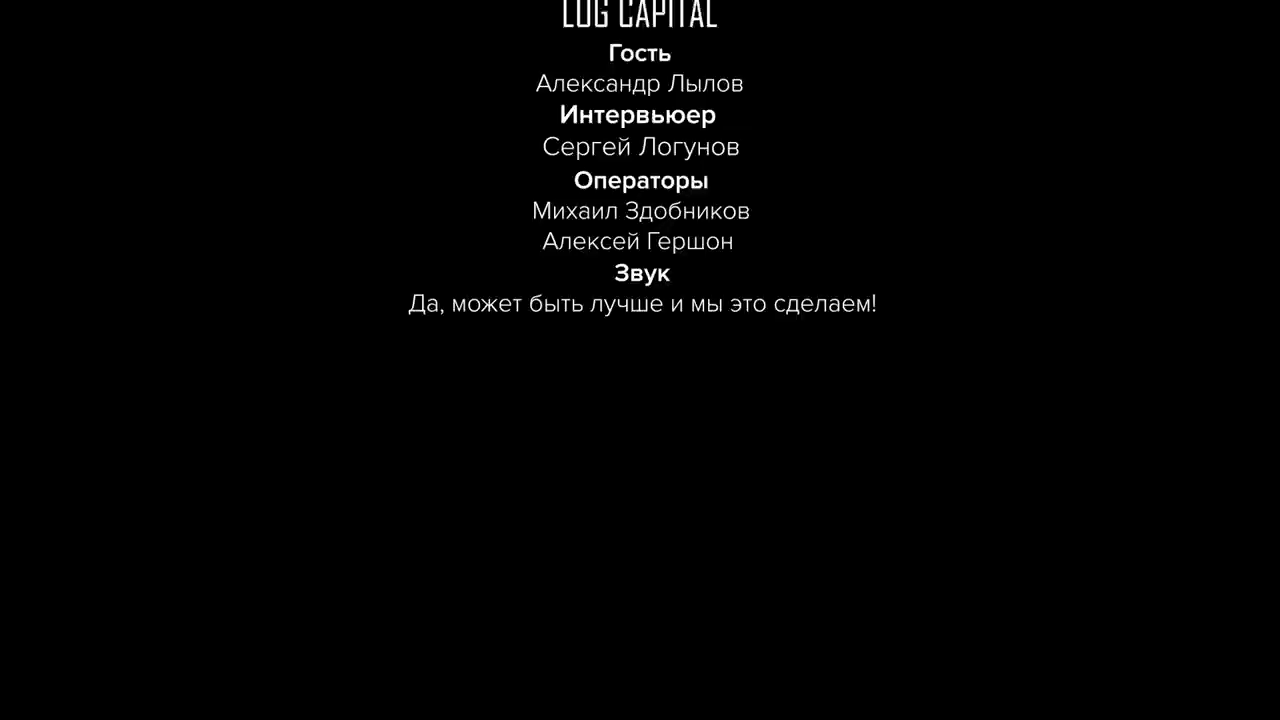 LOG CAPITAL
Гость
Александр Лылов
Интервьюер
Сергей Логунов
Операторы
Михаил Здобников
Алексей Гершон
Звук
Да, может быть лучше и мы это сделаем!